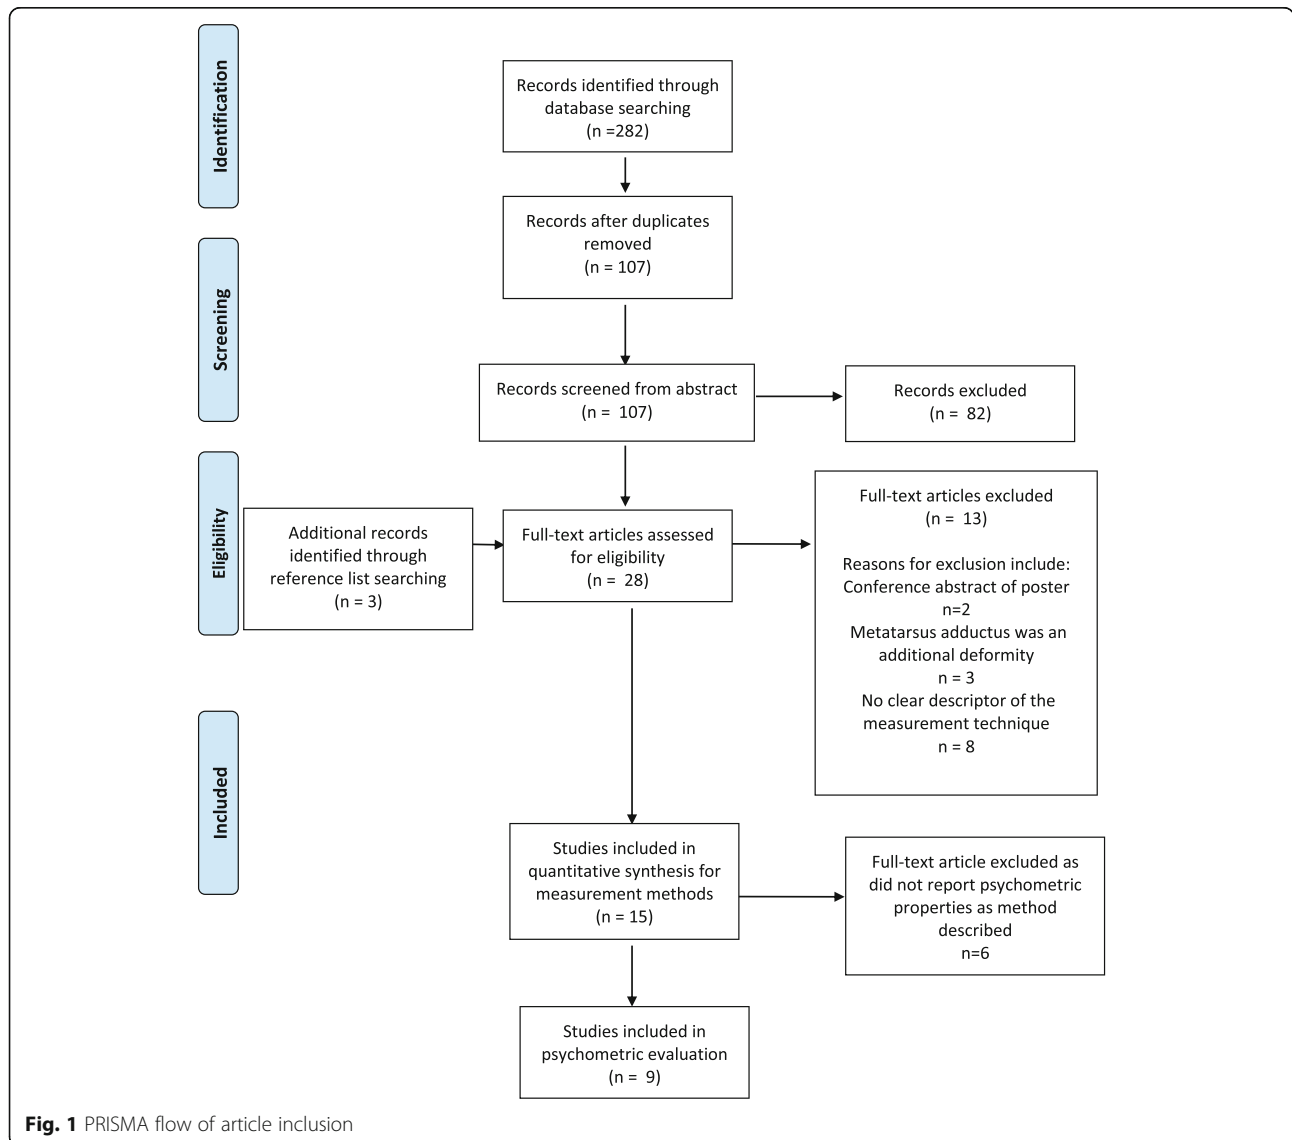 Identification
Records identified through
database searching
(n =282)
Records after duplicates
removed
(n = 107)
Screening
Records screened from abstract
(n =  107)
Records excluded
(n =  82)
Eligibility
Additional records
identified through
reference list searching
(n = 3)
Full-text articles assessed
for eligibility
(n =  28)
Full-text articles excluded
(n =  13)
Reasons for exclusion include:
Conference abstract of poster
n=2
Metatarsus adductus was an
additional deformity
n = 3
No clear descriptor of the
measurement technique
n = 8
Included
Studies included in
quantitative synthesis for
measurement methods
(n = 15)
Full-text article excluded as
did not report psychometric
properties as method
described
n=6
Studies included in
psychometric evaluation
(n =  9)
Fig. 1 PRISMA flow of article inclusion